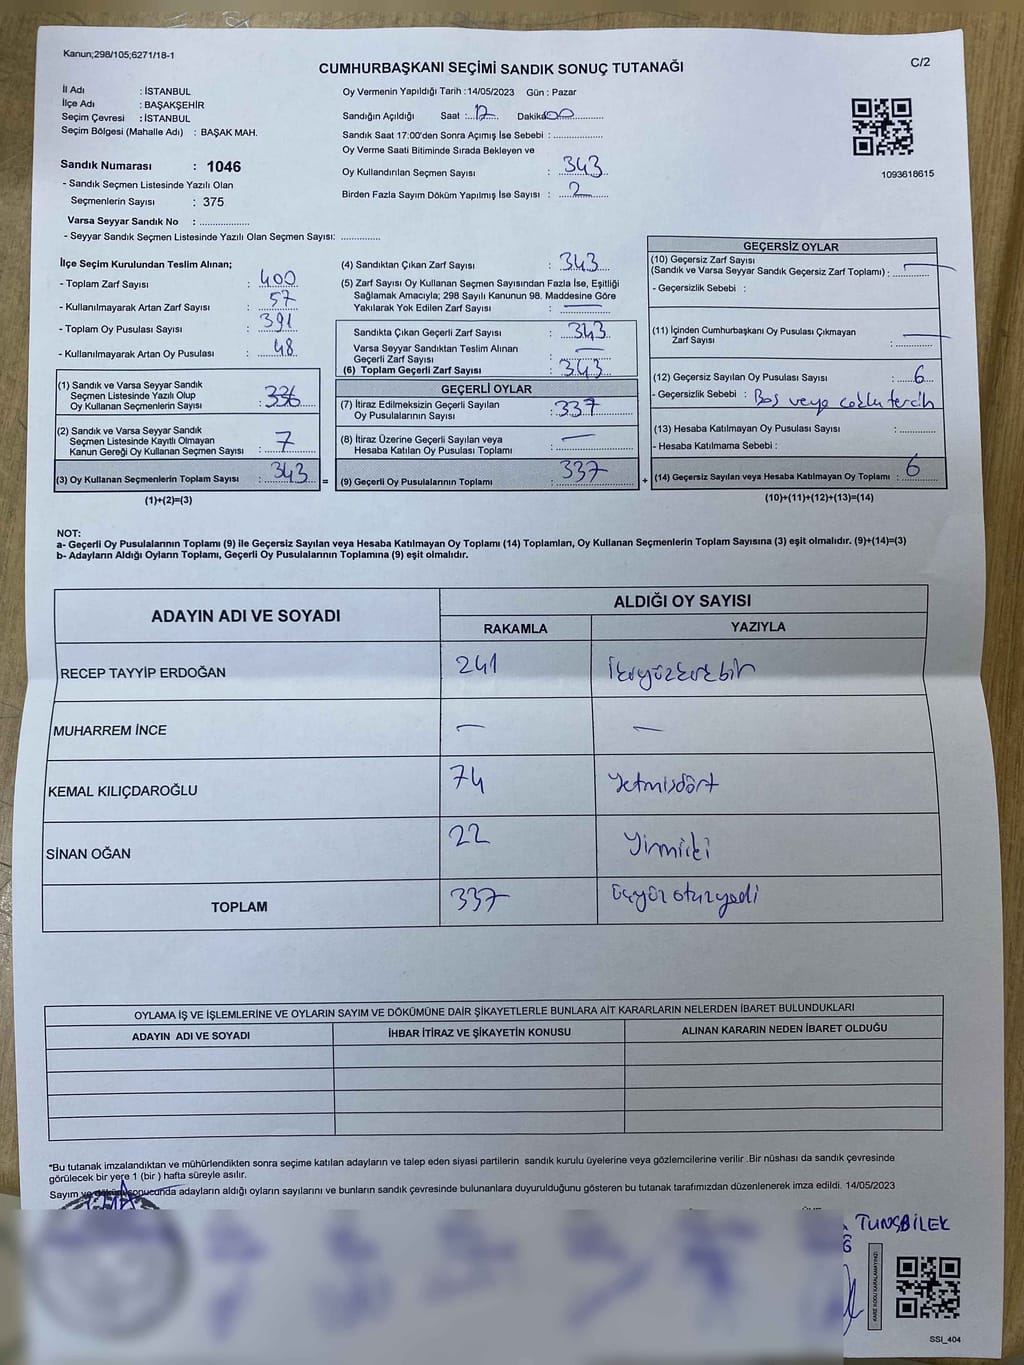 Kanun;298/105;6271/18-1
CUMHURBAŞKANI SEÇİMİ SANDIK SONUÇ TUTANAĞI
C/2
İl Adı : İSTANBUL
İlçe Adı : BAŞAKŞEHİR
Seçim Çevresi : İSTANBUL
Seçim Bölgesi (Mahalle Adı) : BAŞAK MAH.
Sandık Numarası : 1046
- Sandık Seçmen Listesinde Yazılı Olan
Seçmenlerin Sayısı : 375
Varsa Seyyar Sandık No : ..................
- Seyyar Sandık Seçmen Listesinde Yazılı Olan Seçmen Sayısı: ..............
Oy Vermenin Yapıldığı Tarih :14/05/2023 Gün : Pazar
Sandığın Açıldığı Saat :..17.. Dakika:00
Sandık Saat 17:00'den Sonra Açımış İse Sebebi : ..................
Oy Verme Saati Bitiminde Sırada Bekleyen ve
Oy Kullandırılan Seçmen Sayısı : 343
Birden Fazla Sayım Döküm Yapılmış İse Sayısı : 2
1093618615
İlçe Seçim Kurulundan Teslim Alınan;
- Toplam Zarf Sayısı : 400
- Kullanılmayarak Artan Zarf Sayısı : 57
- Toplam Oy Pusulası Sayısı : 391
- Kullanılmayarak Artan Oy Pusulası : 48
(1) Sandık ve Varsa Seyyar Sandık
Seçmen Listesinde Yazılı Olup
Oy Kullanan Seçmenlerin Sayısı : 336
(2) Sandık ve Varsa Seyyar Sandık
Seçmen Listesinde Kayıtlı Olmayan
Kanun Gereği Oy Kullanan Seçmen Sayısı : 7
(3) Oy Kullanan Seçmenlerin Toplam Sayısı : 343 =
(1)+(2)=(3)
(4) Sandıktan Çıkan Zarf Sayısı : 343
(5) Zarf Sayısı Oy Kullanan Seçmen Sayısından Fazla İse, Eşitliği
Sağlamak Amacıyla; 298 Sayılı Kanunun 98. Maddesine Göre
Yakılarak Yok Edilen Zarf Sayısı : —
Sandıkta Çıkan Geçerli Zarf Sayısı : 343
Varsa Seyyar Sandıktan Teslim Alınan
Geçerli Zarf Sayısı : —
(6) Toplam Geçerli Zarf Sayısı : 343
GEÇERLİ OYLAR
(7) İtiraz Edilmeksizin Geçerli Sayılan
Oy Pusulalarının Sayısı : 337
(8) İtiraz Üzerine Geçerli Sayılan veya
Hesaba Katılan Oy Pusulası Toplamı : —
(9) Geçerli Oy Pusulalarının Toplamı : 337 +
GEÇERSİZ OYLAR
(10) Geçersiz Zarf Sayısı
(Sandık ve Varsa Seyyar Sandık Geçersiz Zarf Toplamı) : —
- Geçersizlik Sebebi :
(11) İçinden Cumhurbaşkanı Oy Pusulası Çıkmayan
Zarf Sayısı : —
(12) Geçersiz Sayılan Oy Pusulası Sayısı : 6
- Geçersizlik Sebebi : Boş veya çoklu tercih
(13) Hesaba Katılmayan Oy Pusulası Sayısı : ............
- Hesaba Katılmama Sebebi :
(14) Geçersiz Sayılan veya Hesaba Katılmayan Oy Toplamı : 6
(10)+(11)+(12)+(13)=(14)
NOT:
a- Geçerli Oy Pusulalarının Toplamı (9) ile Geçersiz Sayılan veya Hesaba Katılmayan Oy Toplamı (14) Toplamları, Oy Kullanan Seçmenlerin Toplam Sayısına (3) eşit olmalıdır. (9)+(14)=(3)
b- Adayların Aldığı Oyların Toplamı, Geçerli Oy Pusulalarının Toplamına (9) eşit olmalıdır.
ADAYIN ADI VE SOYADI ALDIĞI OY SAYISI
RAKAMLA YAZIYLA
RECEP TAYYİP ERDOĞAN 241 İkiyüzkırkbir
MUHARREM İNCE — —
KEMAL KILIÇDAROĞLU 74 Yetmişdört
SİNAN OĞAN 22 Yirmiiki
TOPLAM 337 üçyüzotuzyedi
OYLAMA İŞ VE İŞLEMLERİNE VE OYLARIN SAYIM VE DÖKÜMÜNE DAİR ŞİKAYETLERLE BUNLARA AİT KARARLARIN NELERDEN İBARET BULUNDUKLARI
ADAYIN ADI VE SOYADI İHBAR İTİRAZ VE ŞİKAYETİN KONUSU ALINAN KARARIN NEDEN İBARET OLDUĞU
*Bu tutanak imzalandıktan ve mühürlendikten sonra seçime katılan adayların ve talep eden siyasi partilerin sandık kurulu üyelerine veya gözlemcilerine verilir .Bir nüshası da sandık çevresinde
görülecek bir yere 1 (bir ) hafta süreyle asılır.
Sayım ve döküm sonucunda adayların aldığı oyların sayılarını ve bunların sandık çevresinde bulunanlara duyurulduğunu gösteren bu tutanak tarafımızdan düzenlenerek imza edildi. 14/05/2023
TUNÇBİLEK
KARE KODU KARALAMAYINIZ!
SSI_404